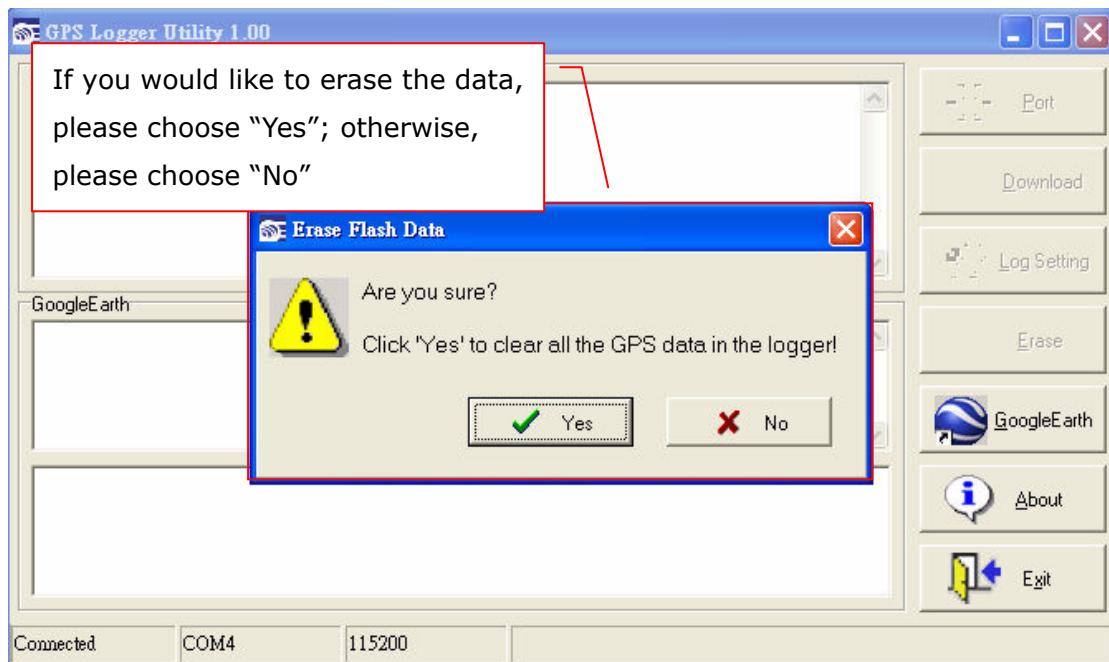 GPS Logger Utility 1.00
If you would like to erase the data,
please choose “Yes”; otherwise,
please choose “No”
Port
Download
Log Setting
Erase
GoogleEarth
About
Exit
Erase Flash Data
Are you sure?
Click 'Yes' to clear all the GPS data in the logger!
Yes
No
GoogleEarth
Connected
COM4
115200